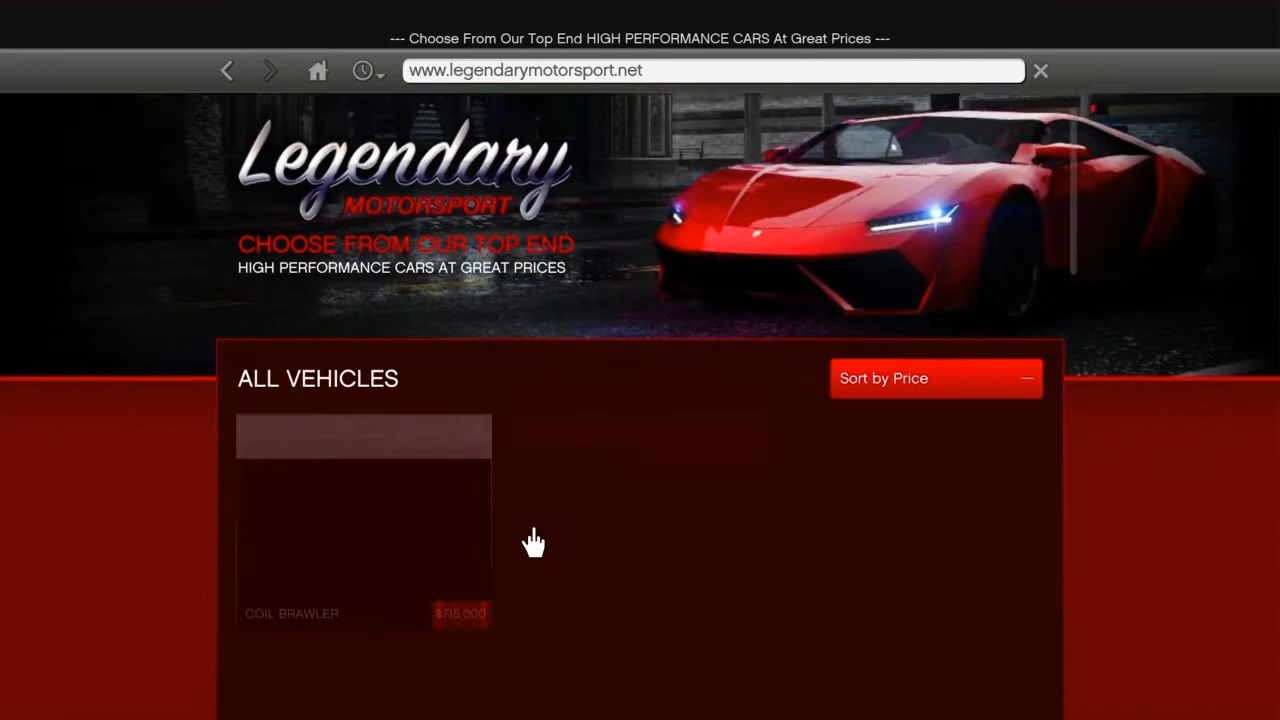 --- Choose From Our Top End HIGH PERFORMANCE CARS At Great Prices ---
www.legendarymotorsport.net
Legendary
MOTORSPORT
CHOOSE FROM OUR TOP END
HIGH PERFORMANCE CARS AT GREAT PRICES
ALL VEHICLES
Sort by Price
COIL BRAWLER
$715,000